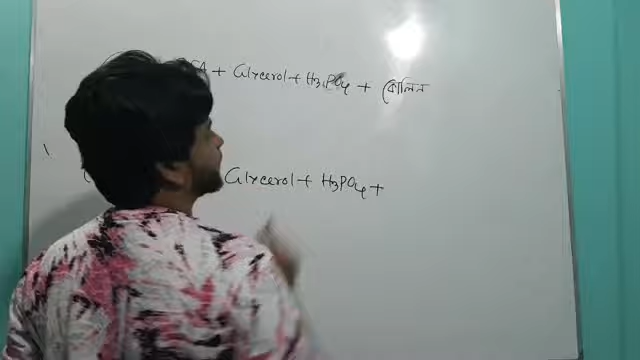 + Glycerol + H3PO4 + কোলিন
Glycerol + H3PO4 +